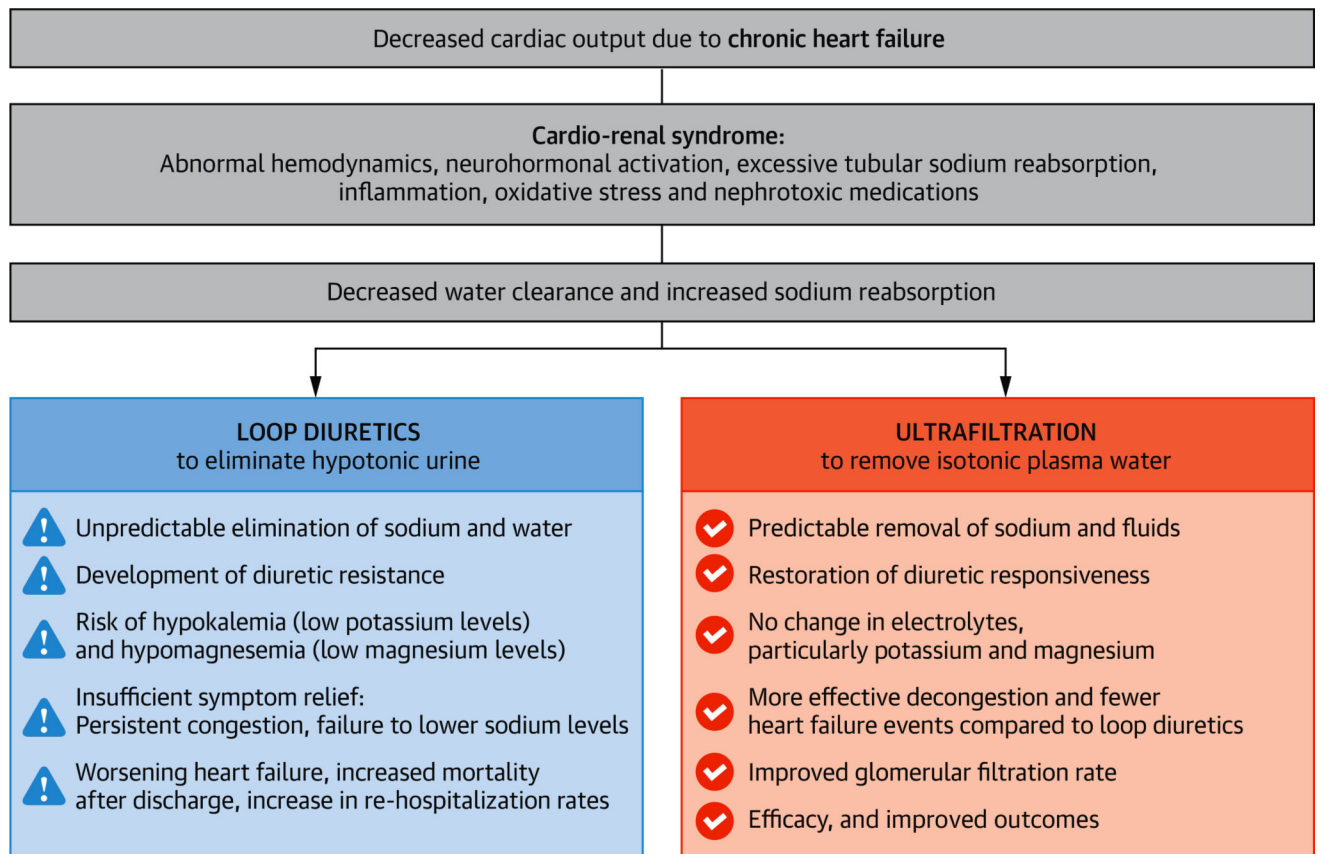 Decreased cardiac output due to chronic heart failure
Cardio-renal syndrome:
Abnormal hemodynamics, neurohormonal activation, excessive tubular sodium reabsorption,
inflammation, oxidative stress and nephrotoxic medications
Decreased water clearance and increased sodium reabsorption
LOOP DIURETICS
to eliminate hypotonic urine
Unpredictable elimination of sodium and water
Development of diuretic resistance
Risk of hypokalemia (low potassium levels)
and hypomagnesemia (low magnesium levels)
Insufficient symptom relief:
Persistent congestion, failure to lower sodium levels
Worsening heart failure, increased mortality
after discharge, increase in re-hospitalization rates
ULTRAFILTRATION
to remove isotonic plasma water
Predictable removal of sodium and fluids
Restoration of diuretic responsiveness
No change in electrolytes,
particularly potassium and magnesium
More effective decongestion and fewer
heart failure events compared to loop diuretics
Improved glomerular filtration rate
Efficacy, and improved outcomes